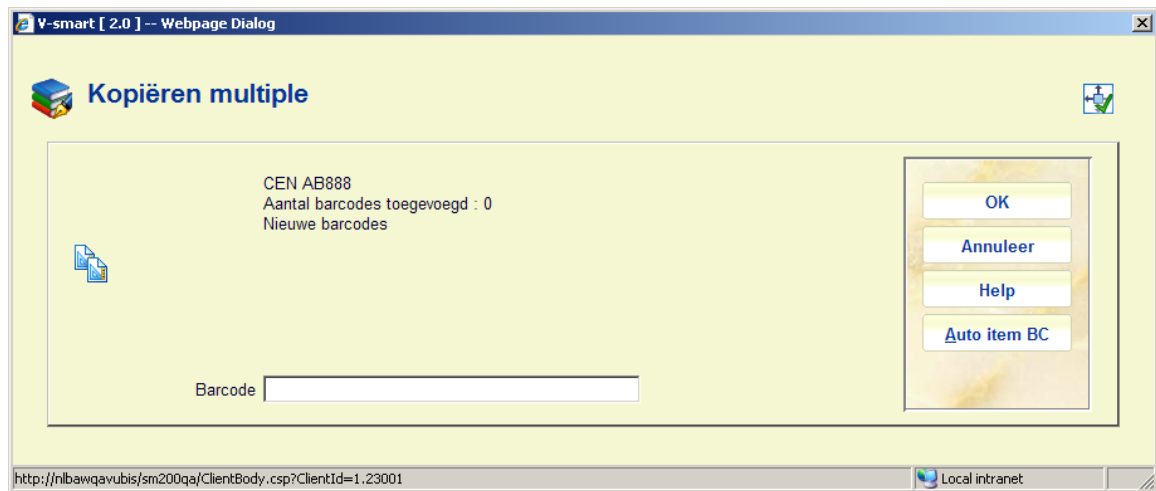 V-smart [ 2.0 ] -- Webpage Dialog
Kopiëren multiple
CEN AB888
Aantal barcodes toegevoegd : 0
Nieuwe barcodes
OK
Annuleer
Help
Auto item BC
Barcode
http://nlbawqavubis/sm200qa/ClientBody.csp?ClientId=1.23001
Local intranet